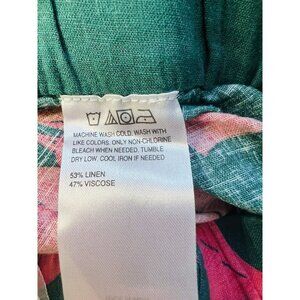 MACHINE WASH COLD. WASH WITH
LIKE COLORS. ONLY NON-CHLORINE
BLEACH WHEN NEEDED. TUMBLE
DRY LOW. COOL IRON IF NEEDED
53% LINEN
47% VISCOSE